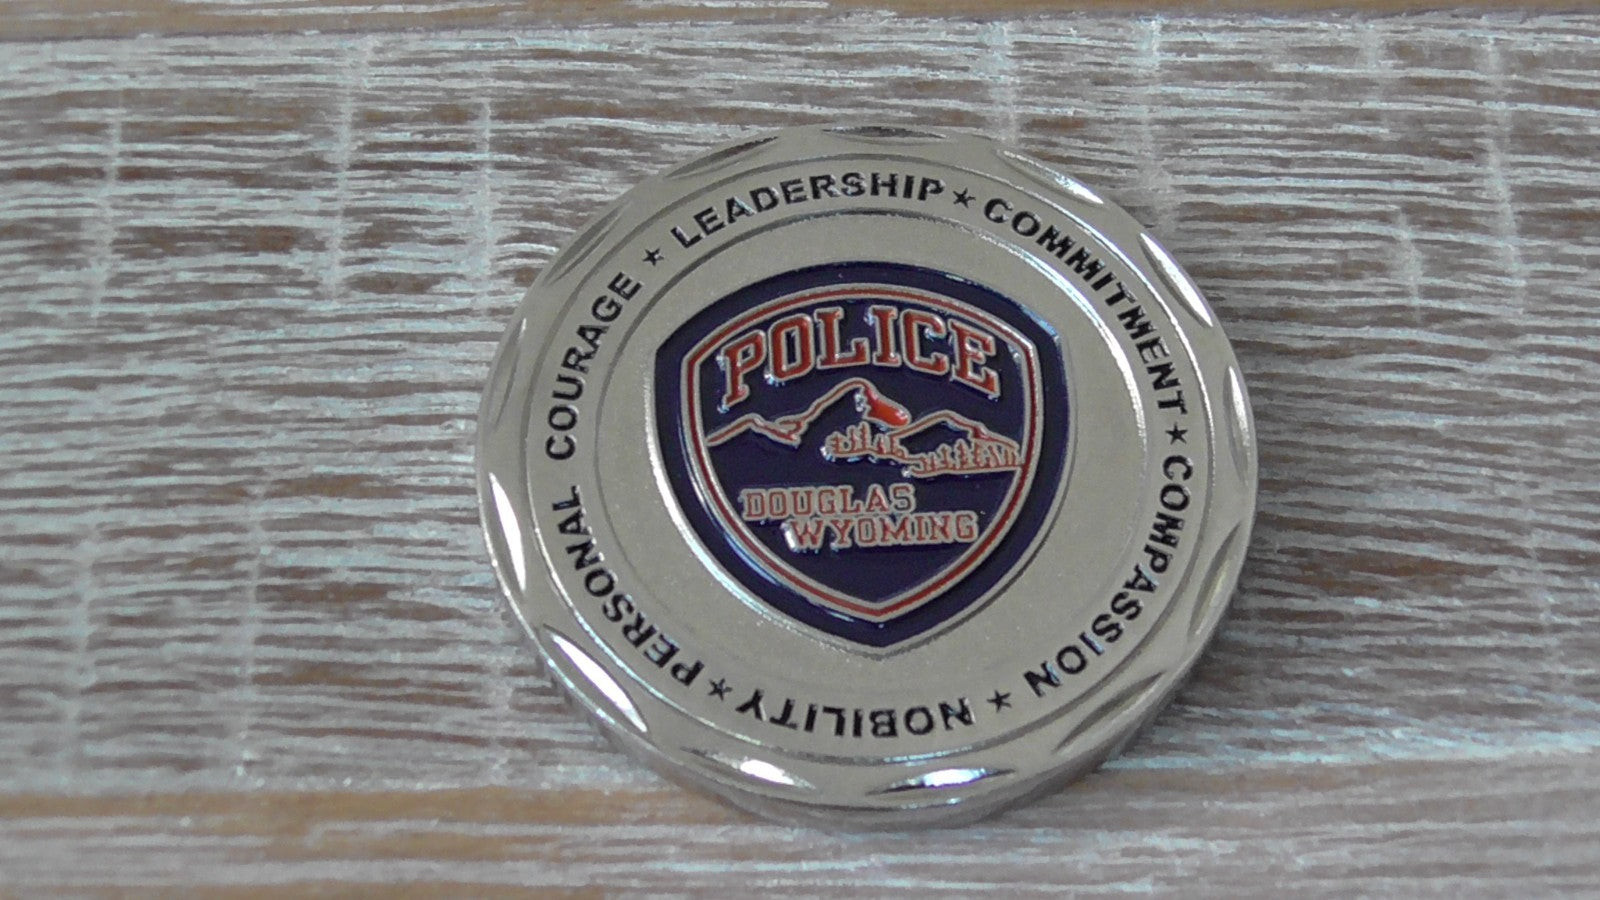 LEADERSHIP ★ COMMITMENT ★ COMPASSION ★ NOBILITY ★ PERSONAL COURAGE ★
POLICE
DOUGLAS
WYOMING